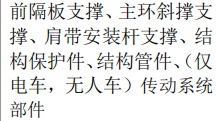 前隔板支撑、主环斜撑支
撑、肩带安装杆支撑、结
构保护件、结构管件、（仅
电车，无人车）传动系统
部件